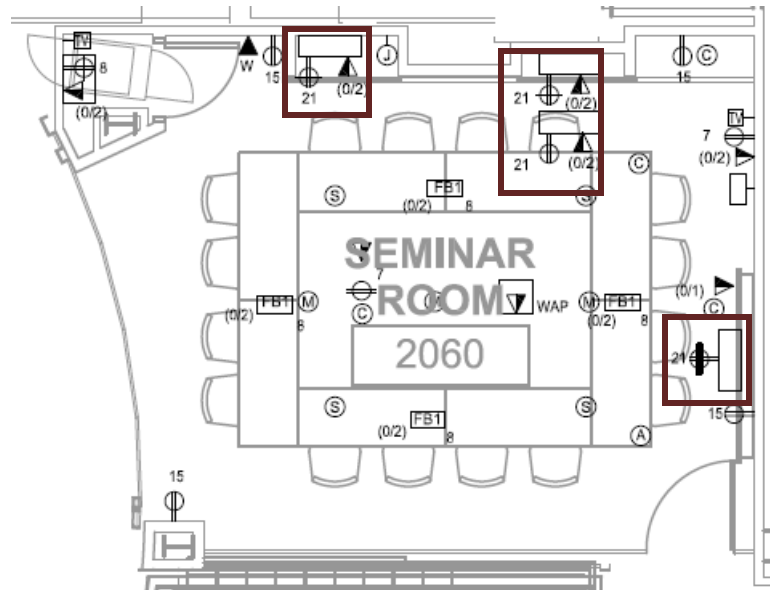 TV
8
(0/2)
W
15
21
(0/2)
J
21
(0/2)
21
(0/2)
15
C
TV
7
(0/2)
C
S
FB1
(0/2)
8
S
(0/1)
C
SEMINAR
ROOM
2060
7
C
M
WAP
FB1
(0/2)
8
M
M
FB1
(0/2)
8
21
15
S
FB1
(0/2)
8
S
A
15